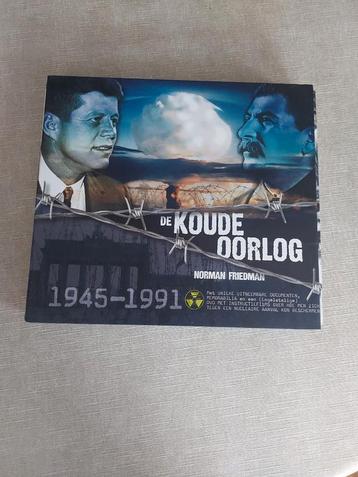 DE KOUDE
OORLOG
NORMAN FRIEDMAN
1945-1991
Met UNIEKE UITNEEMBARE DOCUMENTEN,
MEMORABILIA en een (Engelstalige)
DVD MET INSTRUCTIEFILMS OVER HOE MEN ZICH
TEGEN EEN NUCLEAIRE AANVAL KON BESCHERMEN